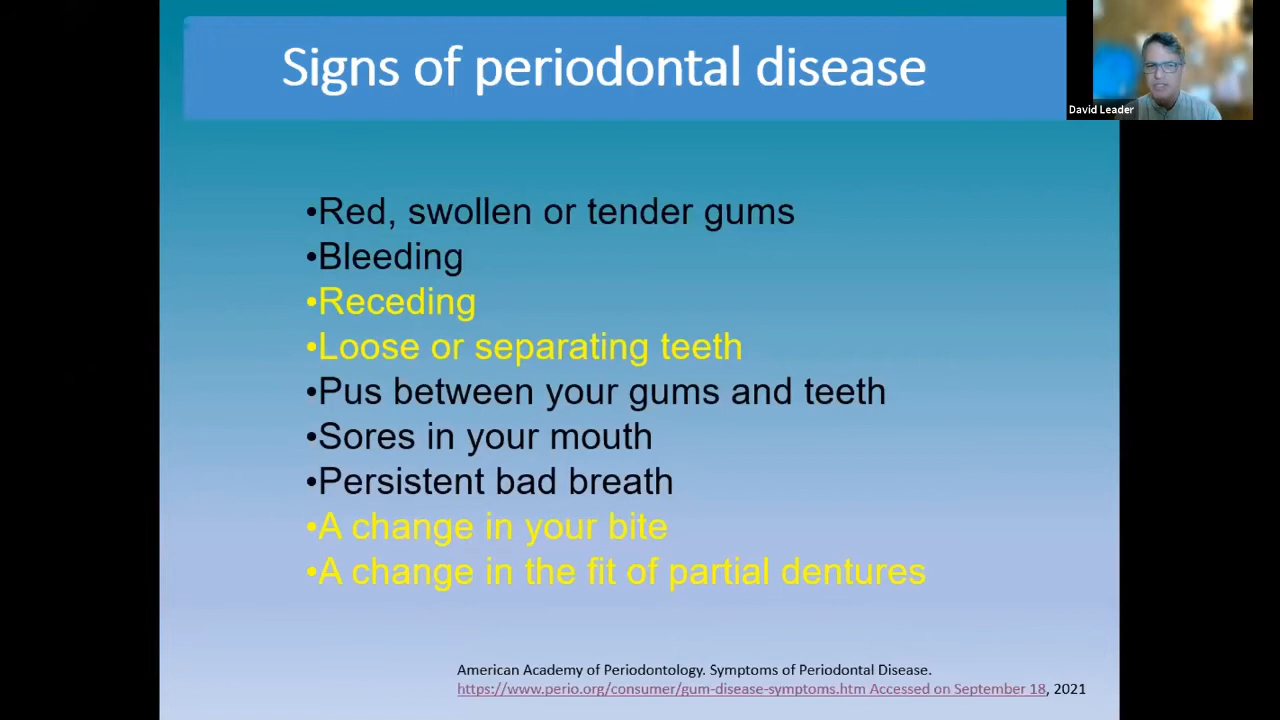 Signs of periodontal disease
David Leader
•Red, swollen or tender gums
•Bleeding
•Receding
•Loose or separating teeth
•Pus between your gums and teeth
•Sores in your mouth
•Persistent bad breath
•A change in your bite
•A change in the fit of partial dentures
American Academy of Periodontology. Symptoms of Periodontal Disease.
https://www.perio.org/consumer/gum-disease-symptoms.htm Accessed on September 18, 2021